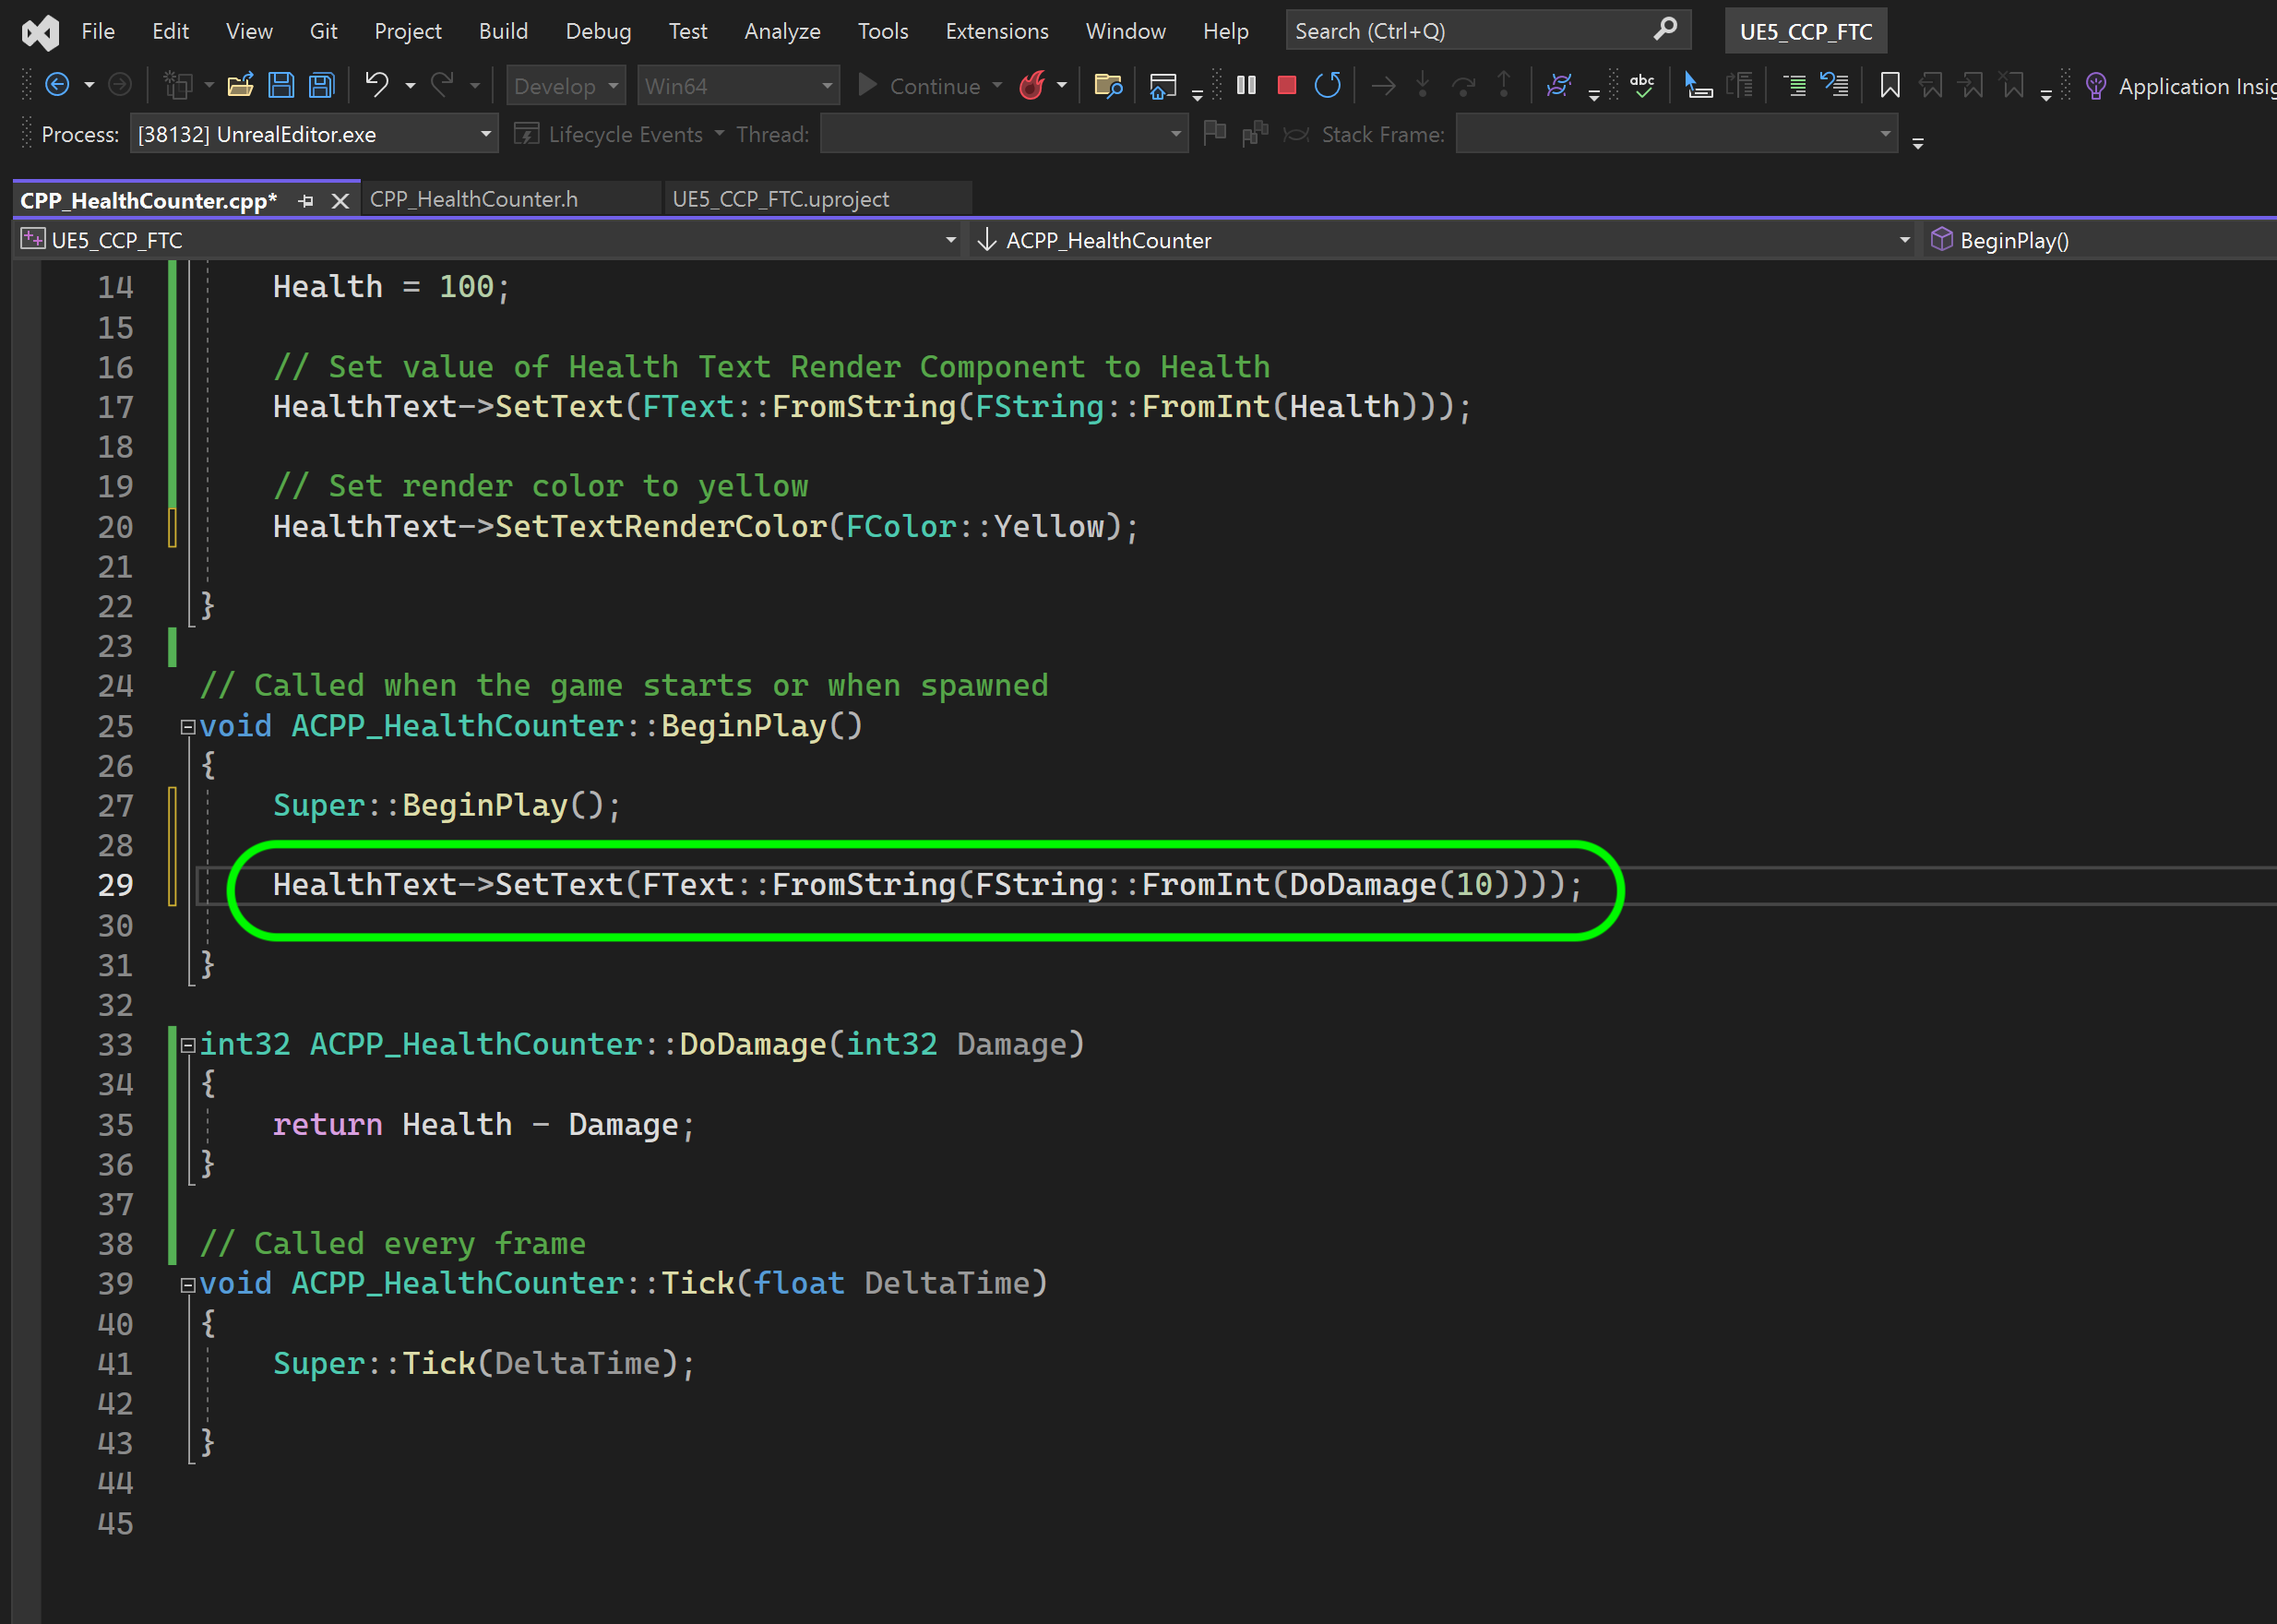 File Edit View Git Project Build Debug Test Analyze Tools Extensions Window Help Search (Ctrl+Q) UE5_CCP_FTC
Develop Win64 Continue abc Application Insig
Process: [38132] UnrealEditor.exe Lifecycle Events Thread: Stack Frame:
CPP_HealthCounter.cpp* CPP_HealthCounter.h UE5_CCP_FTC.uproject
UE5_CCP_FTC ACPP_HealthCounter BeginPlay()
14 Health = 100;
15
16 // Set value of Health Text Render Component to Health
17 HealthText->SetText(FText::FromString(FString::FromInt(Health)));
18
19 // Set render color to yellow
20 HealthText->SetTextRenderColor(FColor::Yellow);
21
22 }
23
24 // Called when the game starts or when spawned
25 void ACPP_HealthCounter::BeginPlay()
26 {
27 Super::BeginPlay();
28
29 HealthText->SetText(FText::FromString(FString::FromInt(DoDamage(10))));
30
31 }
32
33 int32 ACPP_HealthCounter::DoDamage(int32 Damage)
34 {
35 return Health - Damage;
36 }
37
38 // Called every frame
39 void ACPP_HealthCounter::Tick(float DeltaTime)
40 {
41 Super::Tick(DeltaTime);
42
43 }
44
45